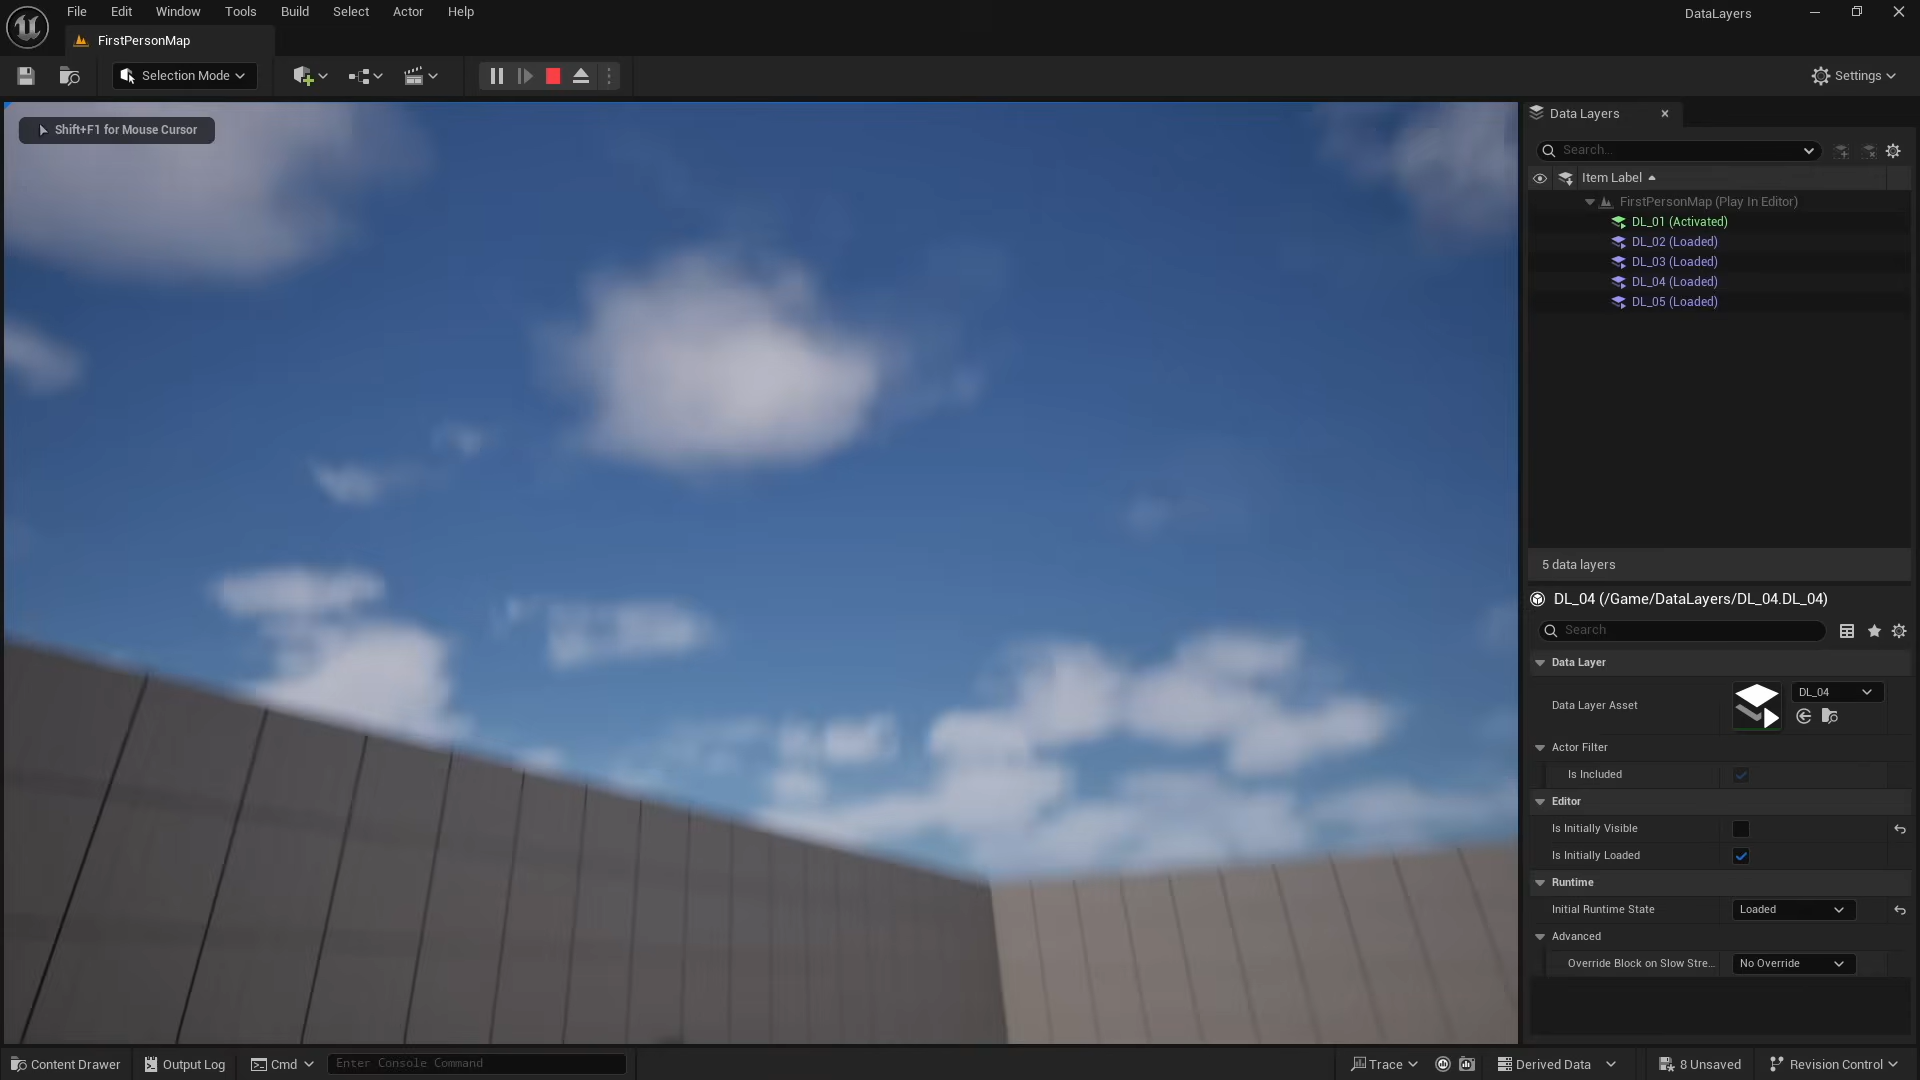 File Edit Window Tools Build Select Actor Help
DataLayers
FirstPersonMap
Selection Mode
Settings
Shift+F1 for Mouse Cursor
Data Layers
Search...
Item Label
FirstPersonMap (Play In Editor)
DL_01 (Activated)
DL_02 (Loaded)
DL_03 (Loaded)
DL_04 (Loaded)
DL_05 (Loaded)
5 data layers
DL_04 (/Game/DataLayers/DL_04.DL_04)
Search
Data Layer
Data Layer Asset
DL_04
Actor Filter
Is Included
Editor
Is Initially Visible
Is Initially Loaded
Runtime
Initial Runtime State
Loaded
Advanced
Override Block on Slow Stre...
No Override
Content Drawer
Output Log
Cmd
Enter Console Command
Trace
Derived Data
8 Unsaved
Revision Control